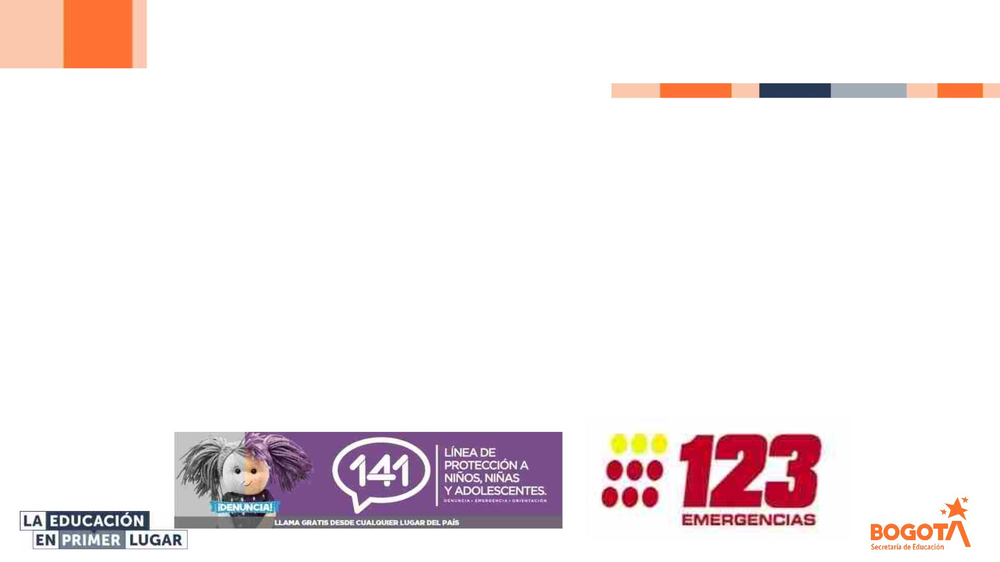 141
LÍNEA DE
PROTECCIÓN A
NIÑOS, NIÑAS
Y ADOLESCENTES.
DENUNCIA • EMERGENCIA • ORIENTACIÓN
¡DENUNCIA!
LLAMA GRATIS DESDE CUALQUIER LUGAR DEL PAÍS
123
EMERGENCIAS
LA EDUCACIÓN
EN PRIMER LUGAR
BOGOTÁ
Secretaría de Educación